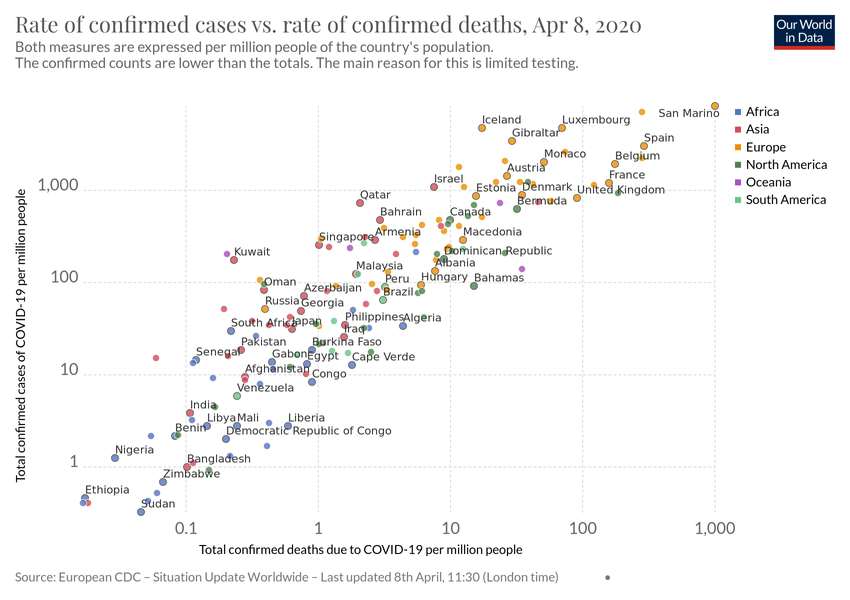 Rate of confirmed cases vs. rate of confirmed deaths, Apr 8, 2020
Both measures are expressed per million people of the country's population.
The confirmed counts are lower than the totals. The main reason for this is limited testing.
Our World
in Data
Total confirmed cases of COVID-19 per million people
1,000
100
10
1
San Marino
Iceland
Luxembourg
Gibraltar
Spain
Monaco
Belgium
Austria
France
Israel
Estonia
Denmark
United Kingdom
Qatar
Bermuda
Bahrain
Canada
Singapore
Armenia
Macedonia
Kuwait
Dominican Republic
Malaysia
Albania
Oman
Peru
Hungary
Bahamas
Azerbaijan
Brazil
Russia
Georgia
South Africa
Japan
Philippines
Algeria
Iraq
Pakistan
Burkina Faso
Senegal
Gabon
Egypt
Cape Verde
Afghanistan
Congo
Venezuela
India
Libya
Mali
Liberia
Benin
Democratic Republic of Congo
Nigeria
Bangladesh
Zimbabwe
Ethiopia
Sudan
Africa
Asia
Europe
North America
Oceania
South America
0.1
1
10
100
1,000
Total confirmed deaths due to COVID-19 per million people
Source: European CDC – Situation Update Worldwide – Last updated 8th April, 11:30 (London time)